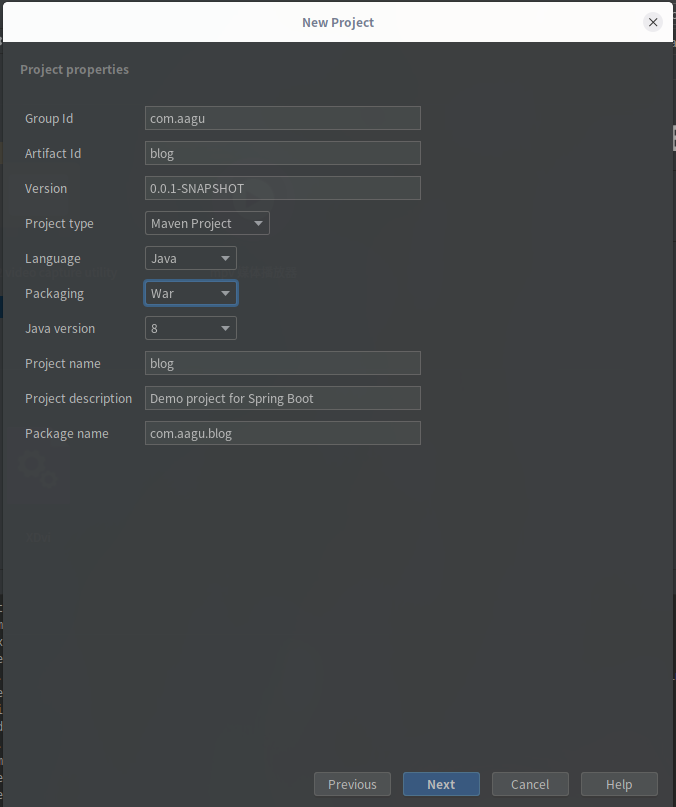 New Project
Project properties
Group Id com.aagu
Artifact Id blog
Version 0.0.1-SNAPSHOT
Project type Maven Project
Language Java
Packaging War
Java version 8
Project name blog
Project description Demo project for Spring Boot
Package name com.aagu.blog
Previous Next Cancel Help